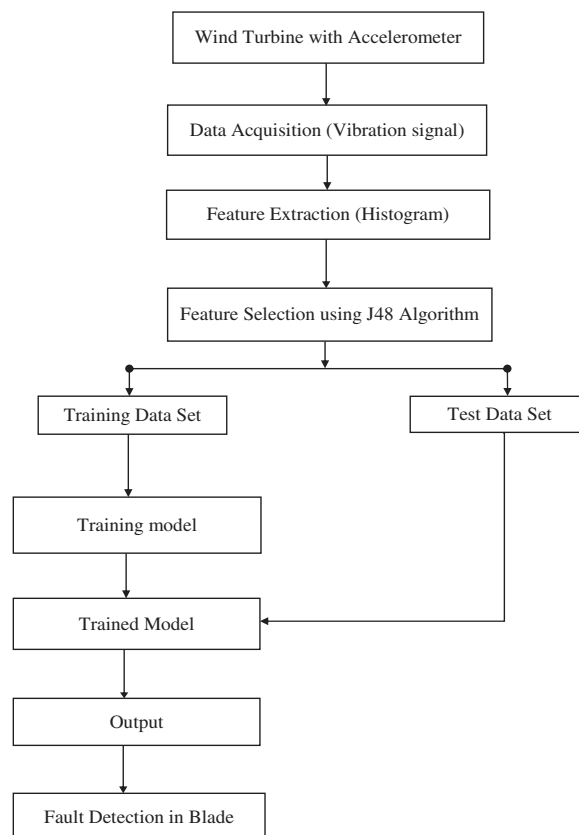 Wind Turbine with Accelerometer
Data Acquisition (Vibration signal)
Feature Extraction (Histogram)
Feature Selection using J48 Algorithm
Training Data Set
Test Data Set
Training model
Trained Model
Output
Fault Detection in Blade